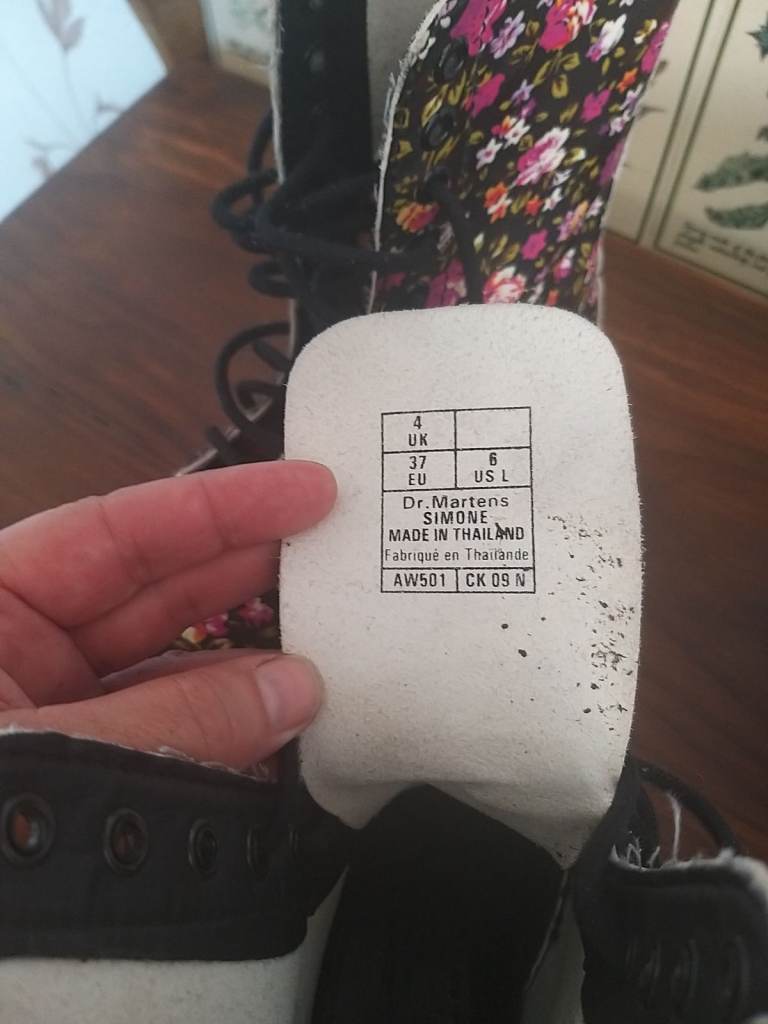 4
UK
37 6
EU US L
Dr.Martens
SIMONE
MADE IN THAILAND
Fabriqué en Thaïlande
AW501 CK 09 N